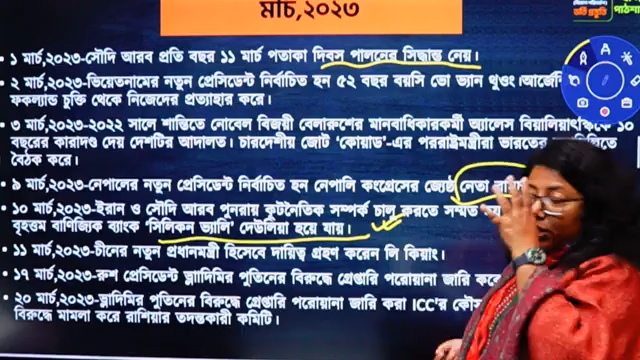 মার্চ,২০২৩
ভর্তি প্রস্তুতি
পাঠশা
১ মার্চ,২০২৩-সৌদি আরব প্রতি বছর ১১ মার্চ পতাকা দিবস পালনের সিদ্ধান্ত নেয়।
২ মার্চ,২০২৩-ভিয়েতনামের নতুন প্রেসিডেন্ট নির্বাচিত হন ৫২ বছর বয়সি ভো ভ্যান থুওং।আর্জেন্টি
ফকল্যান্ড চুক্তি থেকে নিজেদের প্রত্যাহার করে।
৩ মার্চ,২০২৩-২০২২ সালে শান্তিতে নোবেল বিজয়ী বেলারুশের মানবাধিকারকর্মী অ্যালেস বিয়ালিয়াৎস্কিকে ১০
বছরের কারাদণ্ড দেয় দেশটির আদালত। চারদেশীয় জোট ‘কোয়াড’-এর পররাষ্ট্রমন্ত্রীরা ভারতের
বৈঠক করে।
৯ মার্চ,২০২৩-নেপালের নতুন প্রেসিডেন্ট নির্বাচিত হন নেপালি কংগ্রেসের জ্যেষ্ঠ নেতা
১০ মার্চ,২০২৩-ইরান ও সৌদি আরব পুনরায় কূটনৈতিক সম্পর্ক চালু করতে সম্মত
বৃহত্তম বাণিজ্যিক ব্যাংক ‘সিলিকন ভ্যালি’ দেউলিয়া হয়ে যায়।
১১ মার্চ,২০২৩-চীনের নতুন প্রধানমন্ত্রী হিসেবে দায়িত্ব গ্রহণ করেন লি কিয়াং।
১৭ মার্চ,২০২৩-রুশ প্রেসিডেন্ট ভ্লাদিমির পুতিনের বিরুদ্ধে গ্রেপ্তারি পরোয়ানা জারি করে
২০ মার্চ,২০২৩-ভ্লাদিমির পুতিনের বিরুদ্ধে গ্রেপ্তারি পরোয়ানা জারি করা ICC'র কৌঁস
বিরুদ্ধে মামলা করে রাশিয়ার তদন্তকারী কমিটি।